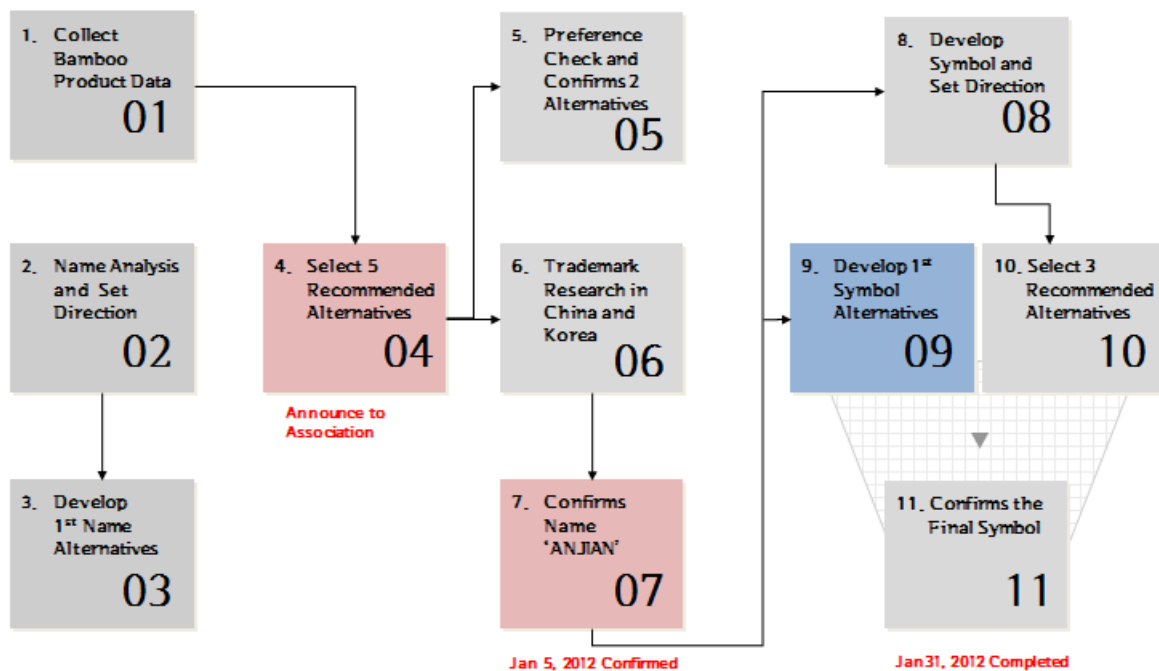 1. Collect
Bamboo
Product Data
01
2. Name Analysis
and Set
Direction
02
3. Develop
1st Name
Alternatives
03
4. Select 5
Recommended
Alternatives
04
Announce to
Association
5. Preference
Check and
Confirms 2
Alternatives
05
6. Trademark
Research in
China and
Korea
06
7. Confirms
Name
'ANJIAN'
07
Jan 5, 2012 Confirmed
8. Develop
Symbol and
Set Direction
08
9. Develop 1st
Symbol
Alternatives
09
10. Select 3
Recommended
Alternatives
10
11. Confirms the
Final Symbol
11
Jan 31, 2012 Completed